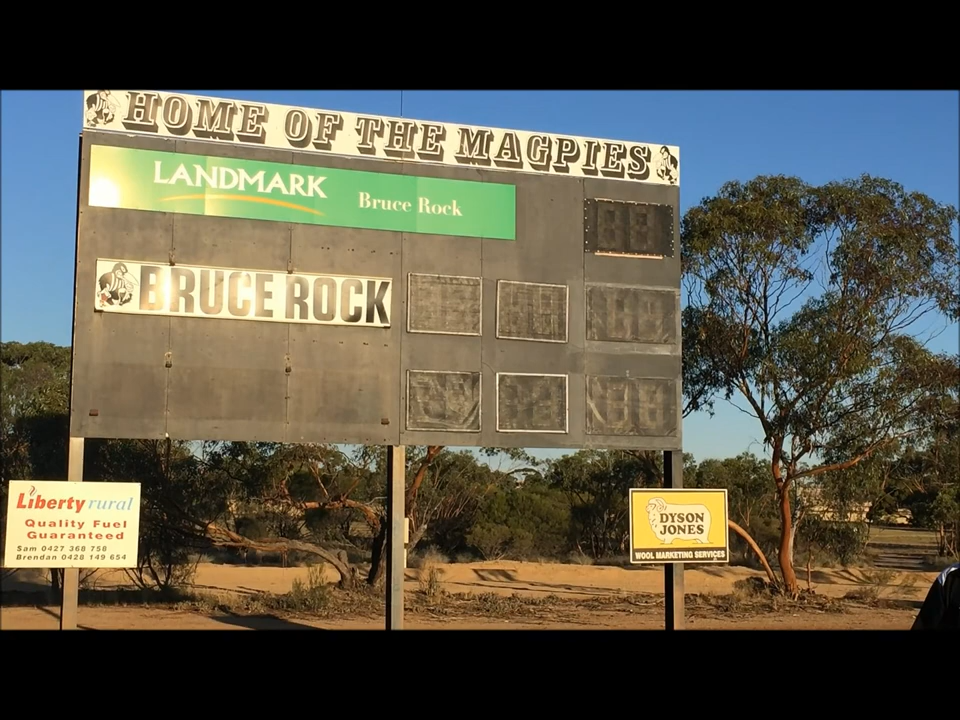 HOME OF THE MAGPIES
LANDMARK
Bruce Rock
BRUCE ROCK
Liberty rural
Quality Fuel
Guaranteed
Sam 0427 368 758
Brendan 0428 149 654
DYSON
JONES
WOOL MARKETING SERVICES